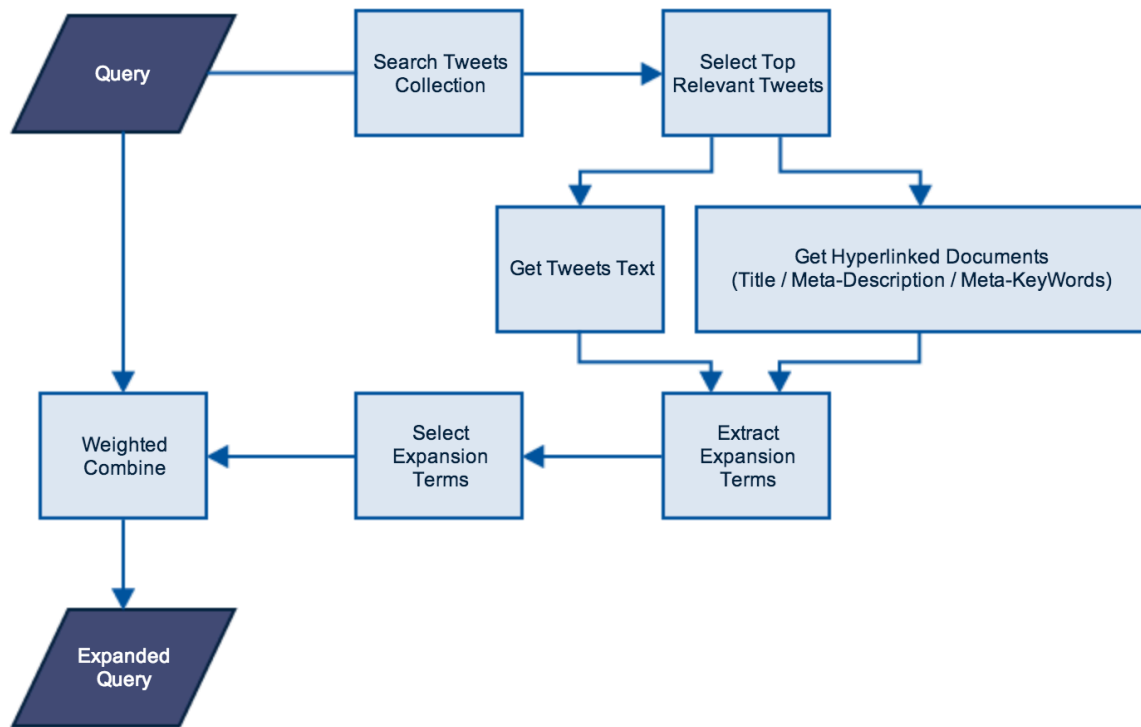 Query
Search Tweets
Collection
Select Top
Relevant Tweets
Get Tweets Text
Get Hyperlinked Documents
(Title / Meta-Description / Meta-KeyWords)
Weighted
Combine
Select
Expansion
Terms
Extract
Expansion
Terms
Expanded
Query